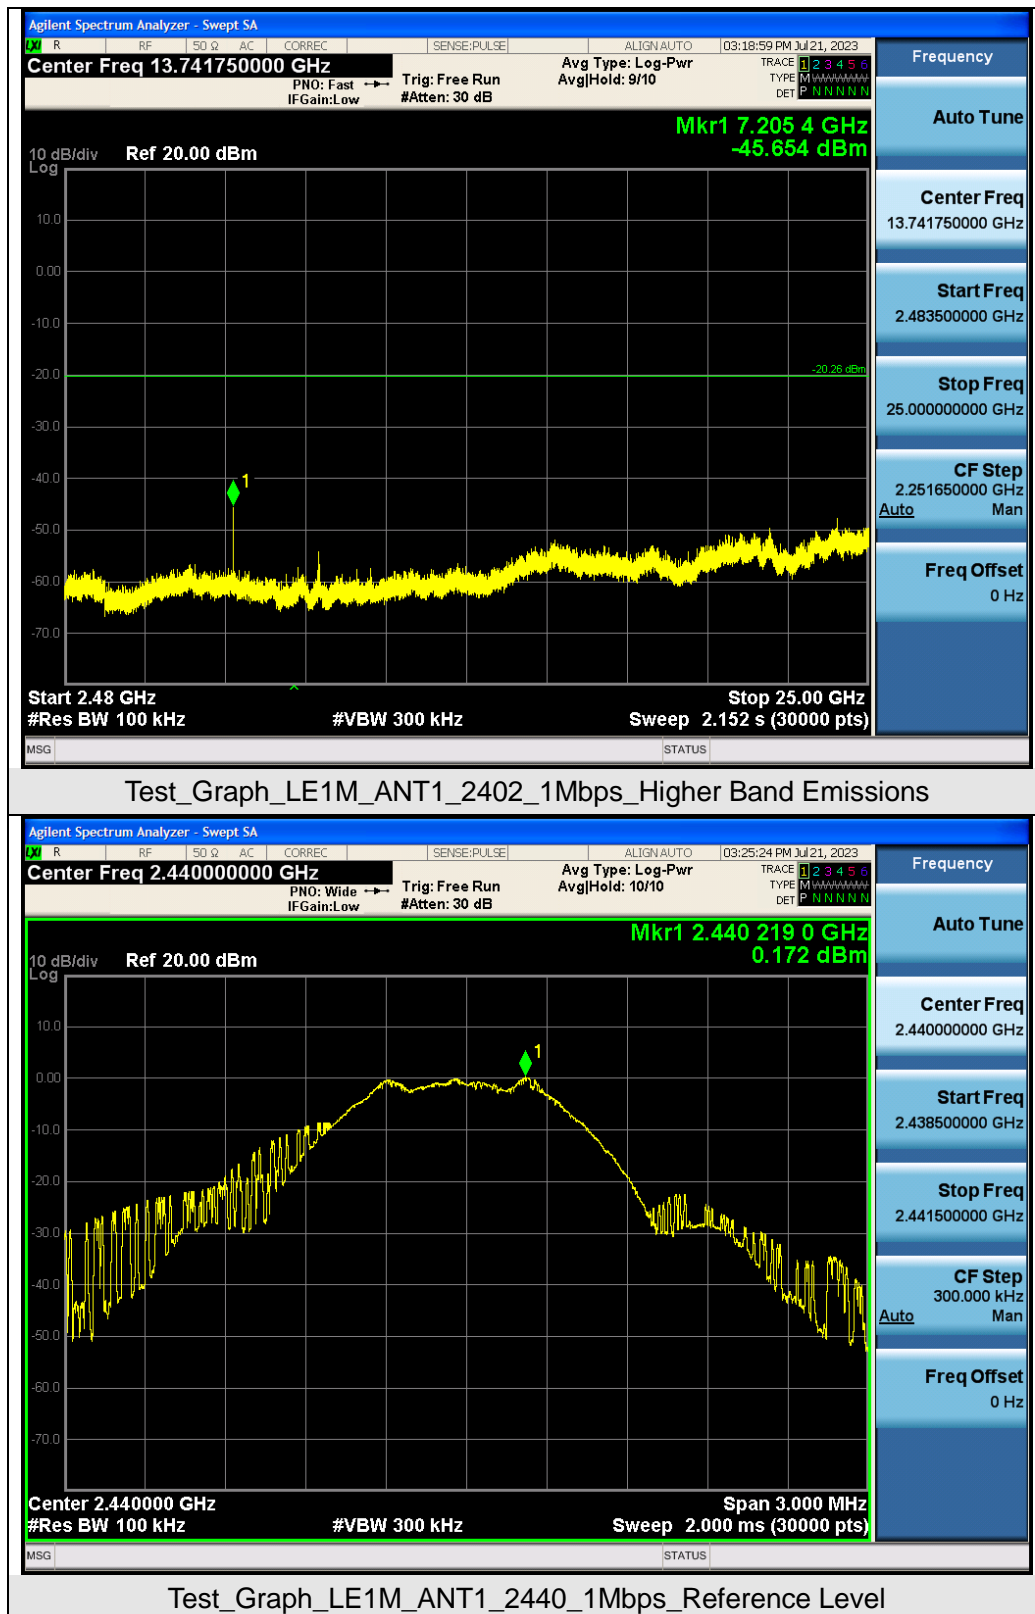 Agilent Spectrum Analyzer - Swept SA
LXI R RF 50 Ω AC CORREC SENSE:PULSE ALIGN AUTO 03:18:59 PM Jul 21, 2023
Center Freq 13.741750000 GHz
PNO: Fast
IFGain:Low
Trig: Free Run
#Atten: 30 dB
Avg Type: Log-Pwr
Avg|Hold: 9/10
TRACE 1 2 3 4 5 6
TYPE M WWWWW
DET P N N N N N
Mkr1 7.205 4 GHz
-45.654 dBm
10 dB/div Ref 20.00 dBm
Log
10.0
0.00
-10.0
-20.0
-20.26 dBm
-30.0
-40.0
1
-50.0
-60.0
-70.0
Start 2.48 GHz Stop 25.00 GHz
#Res BW 100 kHz #VBW 300 kHz Sweep 2.152 s (30000 pts)
MSG STATUS
Frequency
Auto Tune
Center Freq
13.741750000 GHz
Start Freq
2.483500000 GHz
Stop Freq
25.000000000 GHz
CF Step
2.251650000 GHz
Auto Man
Freq Offset
0 Hz
Test_Graph_LE1M_ANT1_2402_1Mbps_Higher Band Emissions
Agilent Spectrum Analyzer - Swept SA
LXI R RF 50 Ω AC CORREC SENSE:PULSE ALIGN AUTO 03:25:24 PM Jul 21, 2023
Center Freq 2.440000000 GHz
PNO: Wide
IFGain:Low
Trig: Free Run
#Atten: 30 dB
Avg Type: Log-Pwr
Avg|Hold: 10/10
TRACE 1 2 3 4 5 6
TYPE M WWWWW
DET P N N N N N
Mkr1 2.440 219 0 GHz
0.172 dBm
10 dB/div Ref 20.00 dBm
Log
10.0
0.00
1
-10.0
-20.0
-30.0
-40.0
-50.0
-60.0
-70.0
Center 2.440000 GHz Span 3.000 MHz
#Res BW 100 kHz #VBW 300 kHz Sweep 2.000 ms (30000 pts)
MSG STATUS
Frequency
Auto Tune
Center Freq
2.440000000 GHz
Start Freq
2.438500000 GHz
Stop Freq
2.441500000 GHz
CF Step
300.000 kHz
Auto Man
Freq Offset
0 Hz
Test_Graph_LE1M_ANT1_2440_1Mbps_Reference Level